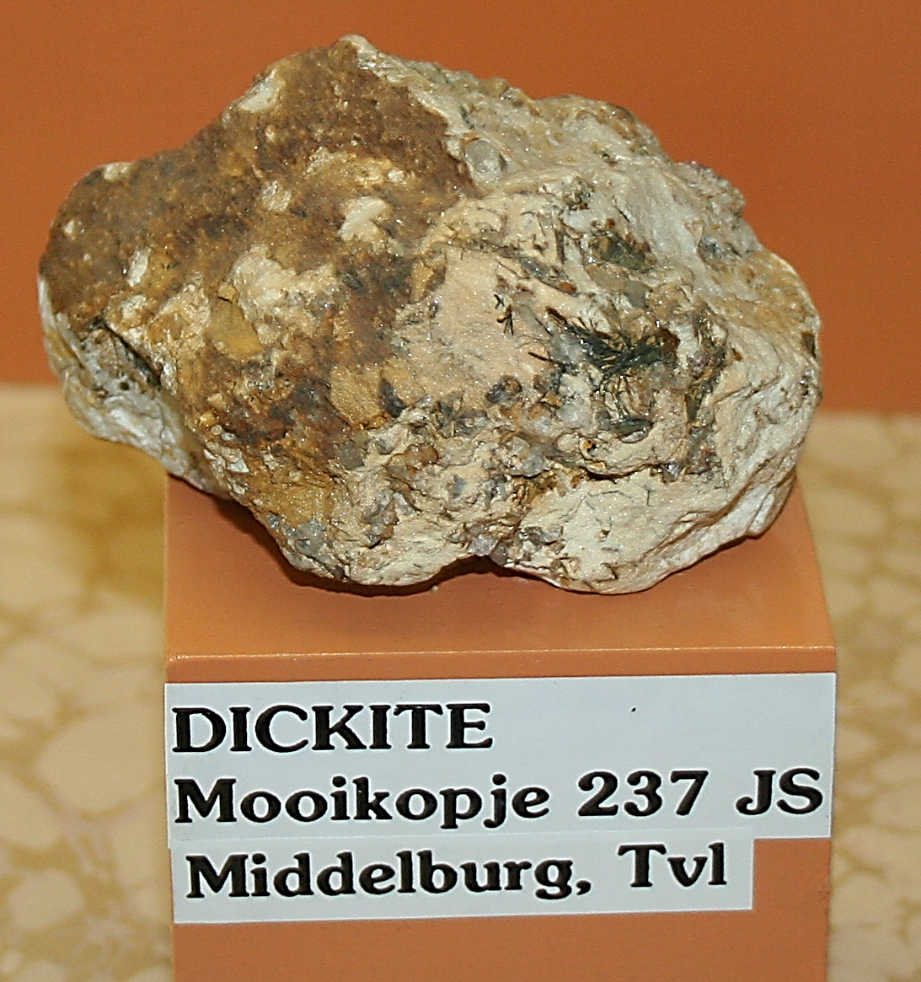 DICKITE
Mooikopje 237 JS
Middelburg, Tvl